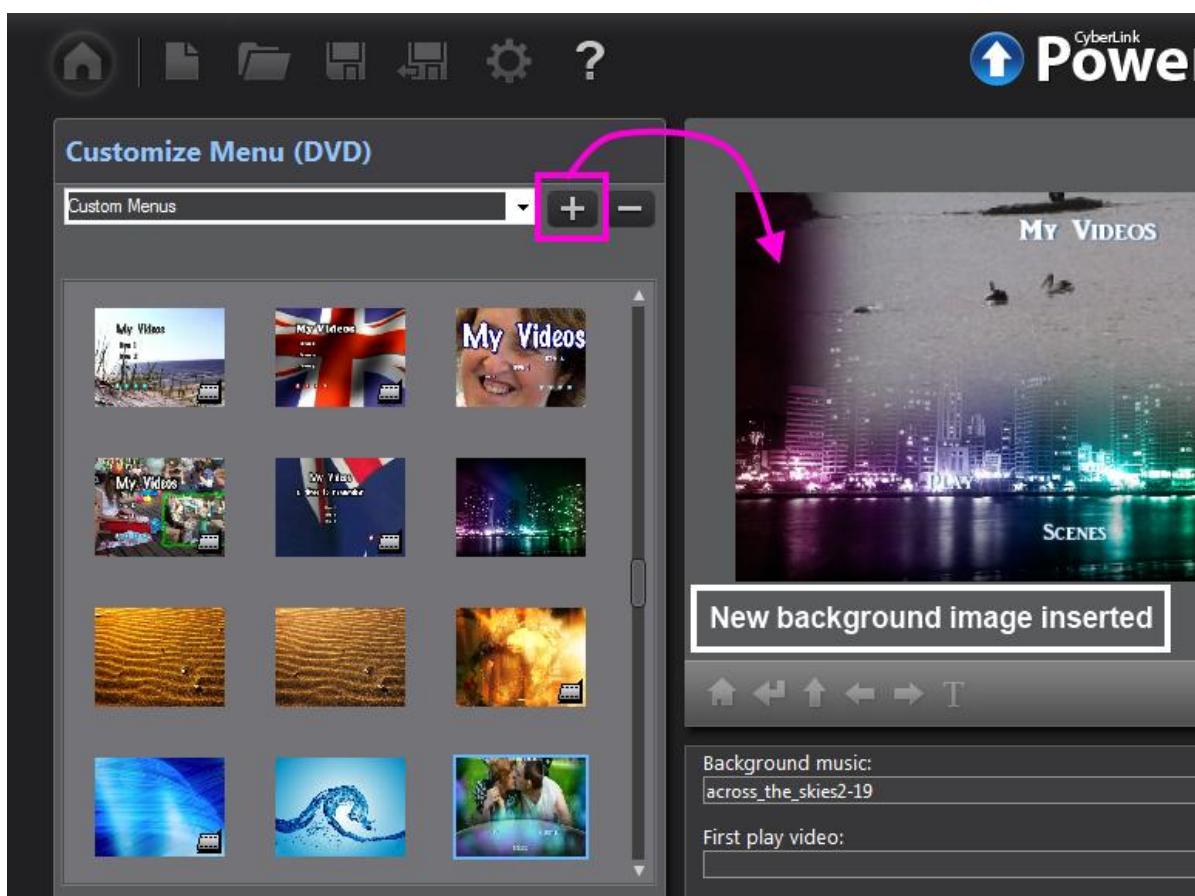 ?
CyberLink
Power
Customize Menu (DVD)
Custom Menus
MY VIDEOS
My Videos
My Videos
My Videos
My Videos
My Videos
PLAY
SCENES
New background image inserted
T
Background music:
across_the_skies2-19
First play video: